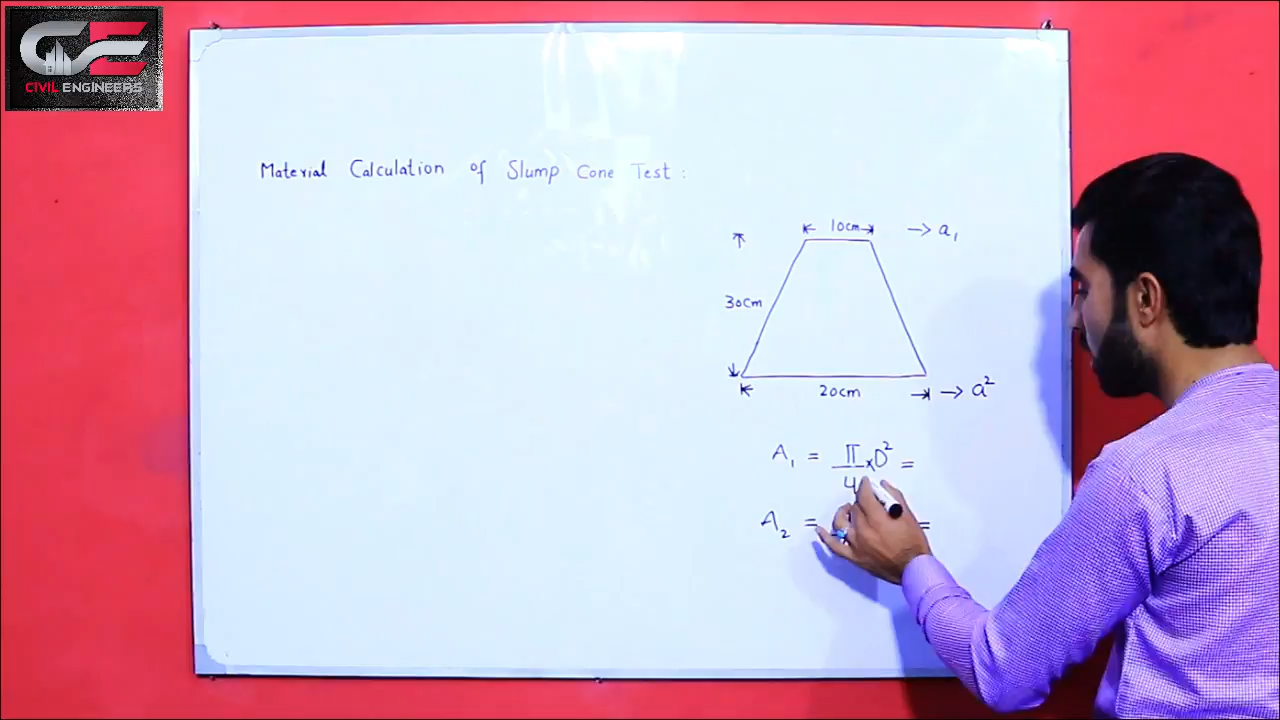 CIVIL ENGINEERS
Material Calculation of Slump Cone Test :
10cm → a₁
30cm
20cm → a²
A₁ = π/4 × D² =
A₂ = =